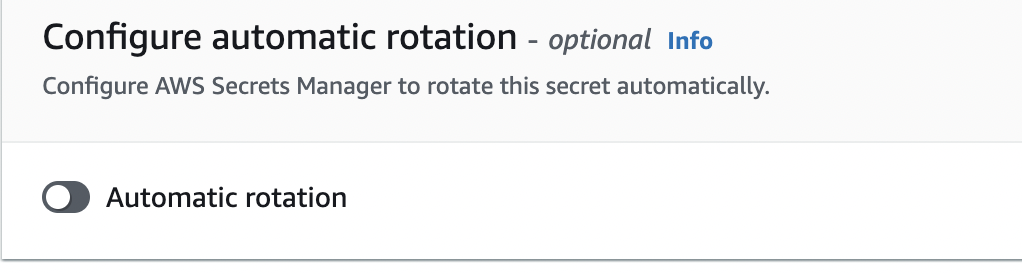 Configure automatic rotation - optional Info
Configure AWS Secrets Manager to rotate this secret automatically.
Automatic rotation